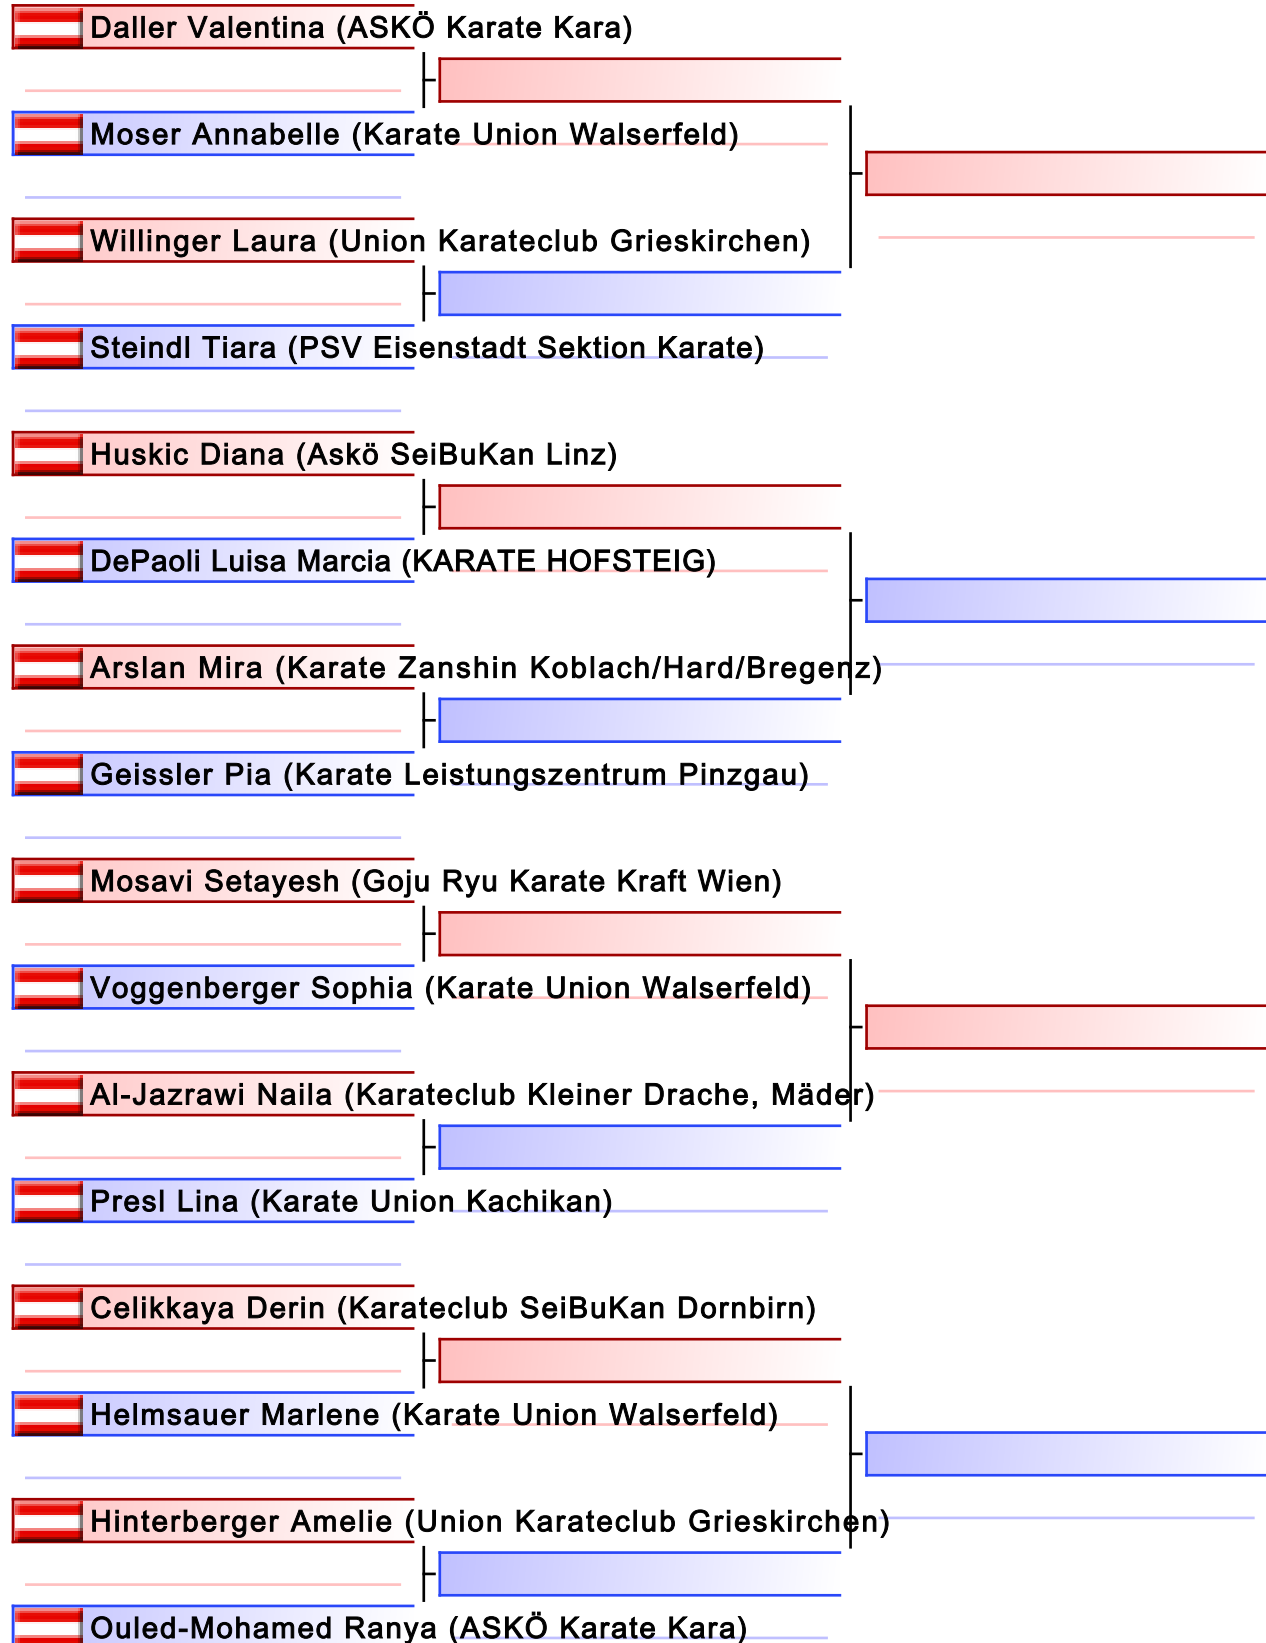 Daller Valentina (ASKÖ Karate Kara)
Moser Annabelle (Karate Union Walserfeld)
Willinger Laura (Union Karateclub Grieskirchen)
Steindl Tiara (PSV Eisenstadt Sektion Karate)
Huskic Diana (Askö SeiBuKan Linz)
DePaoli Luisa Marcia (KARATE HOFSTEIG)
Arslan Mira (Karate Zanshin Koblach/Hard/Bregenz)
Geissler Pia (Karate Leistungszentrum Pinzgau)
Mosavi Setayesh (Goju Ryu Karate Kraft Wien)
Voggenberger Sophia (Karate Union Walserfeld)
Al-Jazrawi Naila (Karateclub Kleiner Drache, Mäder)
Presl Lina (Karate Union Kachikan)
Celikkaya Derin (Karateclub SeiBuKan Dornbirn)
Helmsauer Marlene (Karate Union Walserfeld)
Hinterberger Amelie (Union Karateclub Grieskirchen)
Ouled-Mohamed Ranya (ASKÖ Karate Kara)